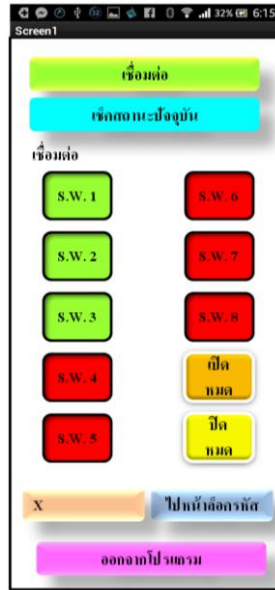 32% 6:15
Screen1
เชื่อมต่อ
เช็คสถานะปัจจุบัน
เชื่อมต่อ
S.W. 1
S.W. 6
S.W. 2
S.W. 7
S.W. 3
S.W. 8
S.W. 4
เปิด
หมด
S.W. 5
ปิด
หมด
X
ไปหน้าล็อครหัส
ออกจากโปรแกรม